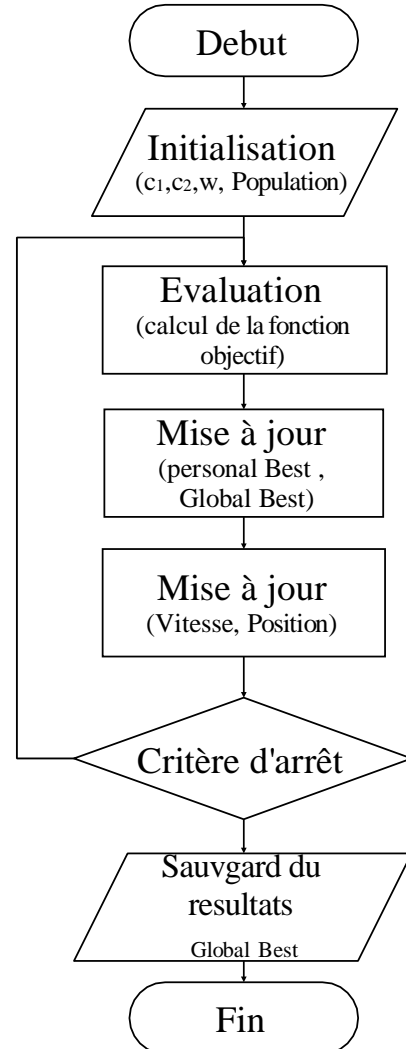 Debut
Initialisation
(c₁,c₂,w, Population)
Evaluation
(calcul de la fonction
objectif)
Mise à jour
(personal Best ,
Global Best)
Mise à jour
(Vitesse, Position)
Critère d'arrêt
Sauvgard du
resultats
Global Best
Fin